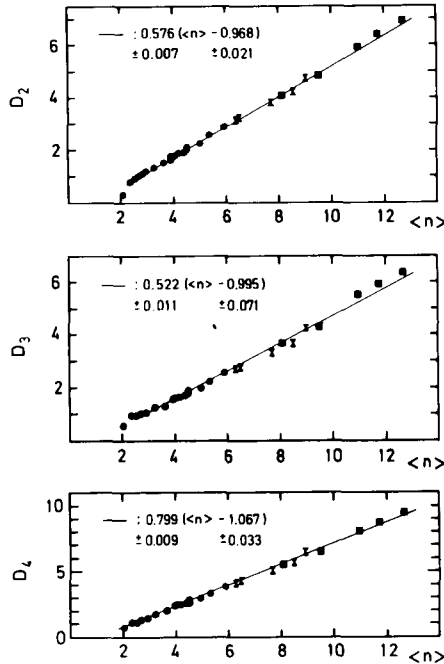 6
4
2
D2
— : 0.576 (<n> - 0.968)
± 0.007 ± 0.021
2 4 6 8 10 12 <n>
6
4
2
0
D3
— : 0.522 (<n> - 0.995)
± 0.011 ± 0.071
2 4 6 8 10 12 <n>
10
5
0
D4
— : 0.799 (<n> - 1.067)
± 0.009 ± 0.033
2 4 6 8 10 12 <n>